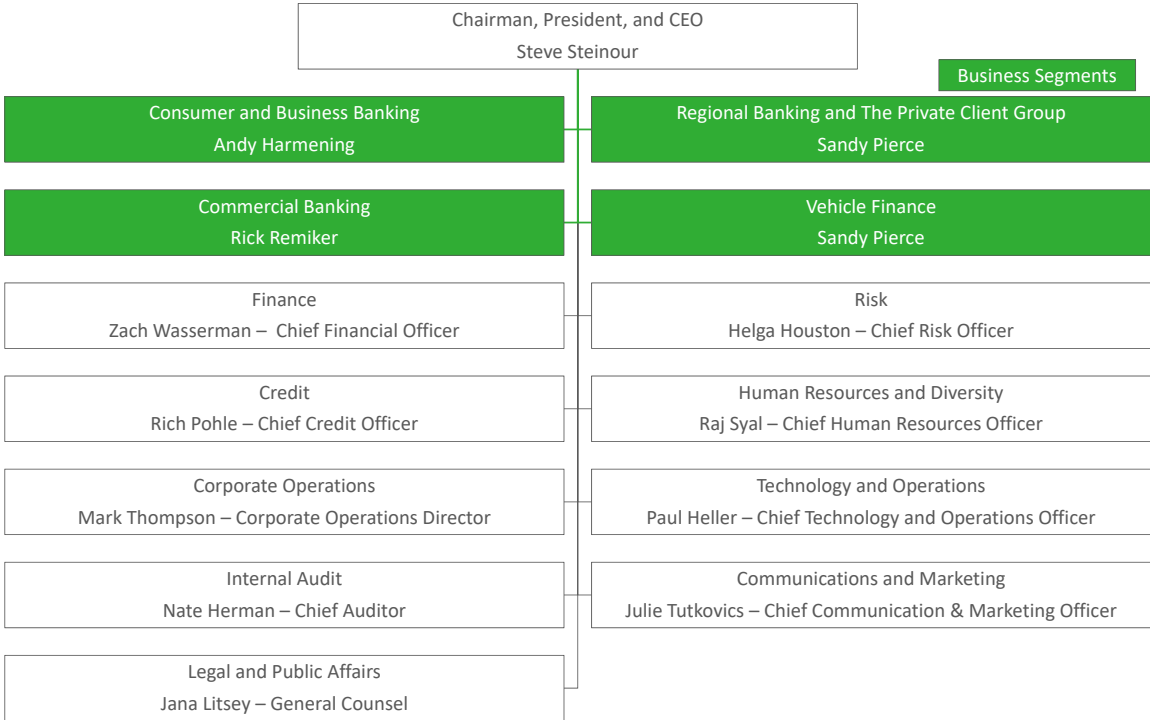 Chairman, President, and CEO
Steve Steinour
Business Segments
Consumer and Business Banking
Andy Harmening
Regional Banking and The Private Client Group
Sandy Pierce
Commercial Banking
Rick Remiker
Vehicle Finance
Sandy Pierce
Finance
Zach Wasserman – Chief Financial Officer
Risk
Helga Houston – Chief Risk Officer
Credit
Rich Pohle – Chief Credit Officer
Human Resources and Diversity
Raj Syal – Chief Human Resources Officer
Corporate Operations
Mark Thompson – Corporate Operations Director
Technology and Operations
Paul Heller – Chief Technology and Operations Officer
Internal Audit
Nate Herman – Chief Auditor
Communications and Marketing
Julie Tutkovics – Chief Communication & Marketing Officer
Legal and Public Affairs
Jana Litsey – General Counsel